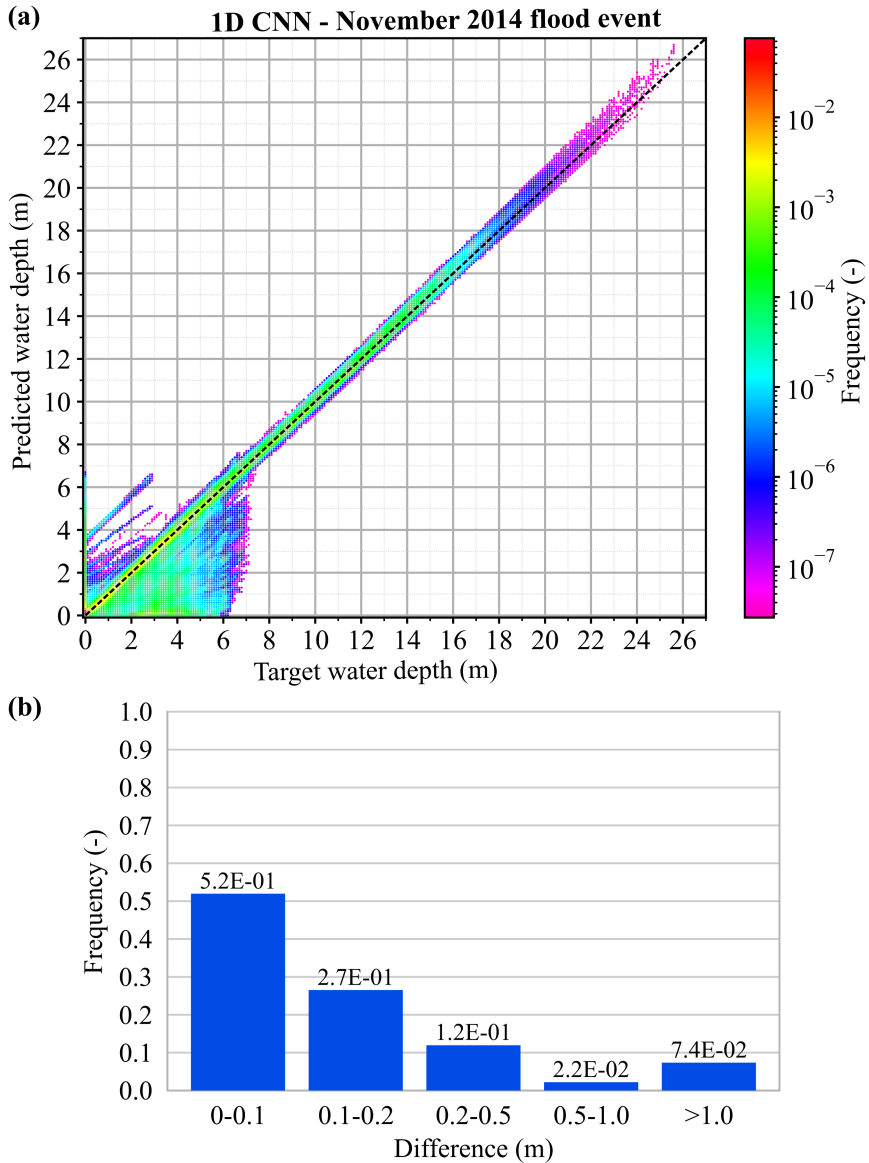 (a)
1D CNN - November 2014 flood event
26
24
22
20
18
16
14
12
10
8
6
4
2
0
Predicted water depth (m)
0 2 4 6 8 10 12 14 16 18 20 22 24 26
Target water depth (m)
10−2
10−3
10−4
10−5
10−6
10−7
Frequency (-)
(b)
1.0
0.9
0.8
0.7
0.6
0.5
0.4
0.3
0.2
0.1
0.0
Frequency (-)
5.2E-01
2.7E-01
1.2E-01
2.2E-02
7.4E-02
0-0.1 0.1-0.2 0.2-0.5 0.5-1.0 >1.0
Difference (m)